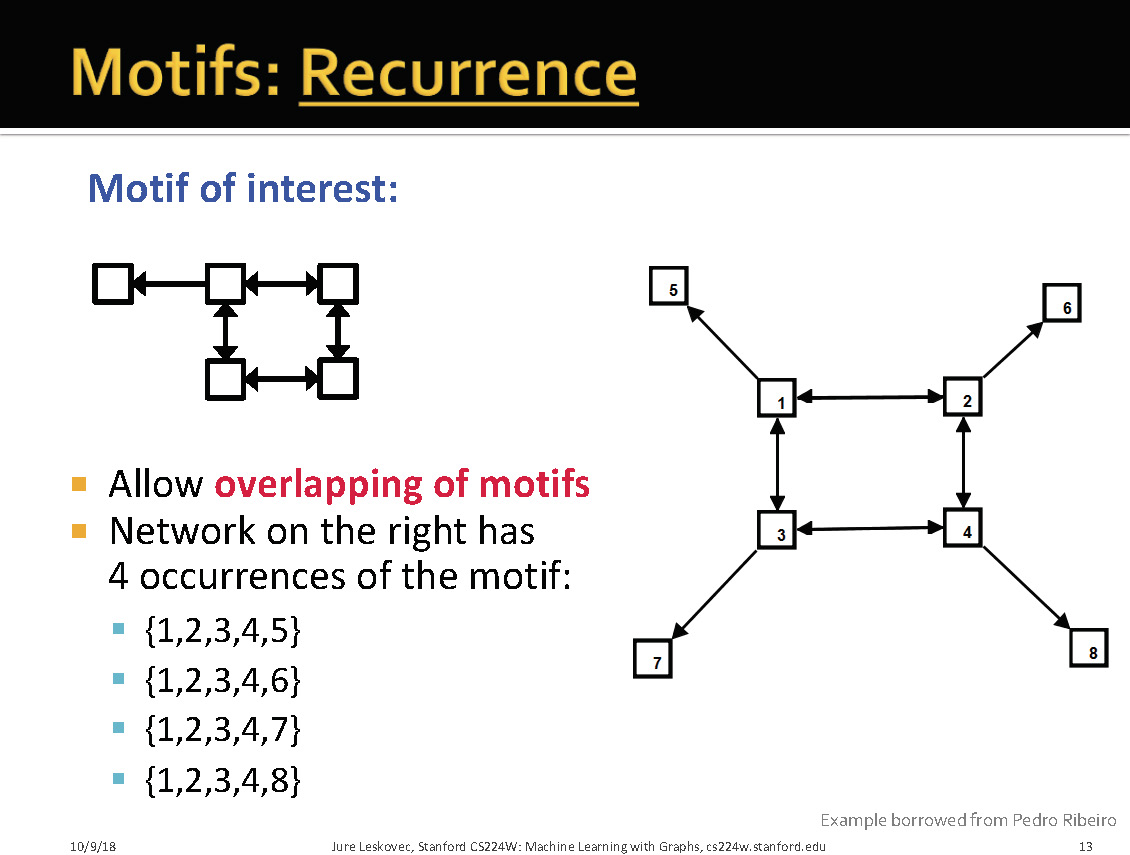 Motifs: Recurrence
Motif of interest:
Allow overlapping of motifs
Network on the right has
4 occurrences of the motif:
{1,2,3,4,5}
{1,2,3,4,6}
{1,2,3,4,7}
{1,2,3,4,8}
5
6
1
2
3
4
7
8
Example borrowed from Pedro Ribeiro
10/9/18
Jure Leskovec, Stanford CS224W: Machine Learning with Graphs, cs224w.stanford.edu
13